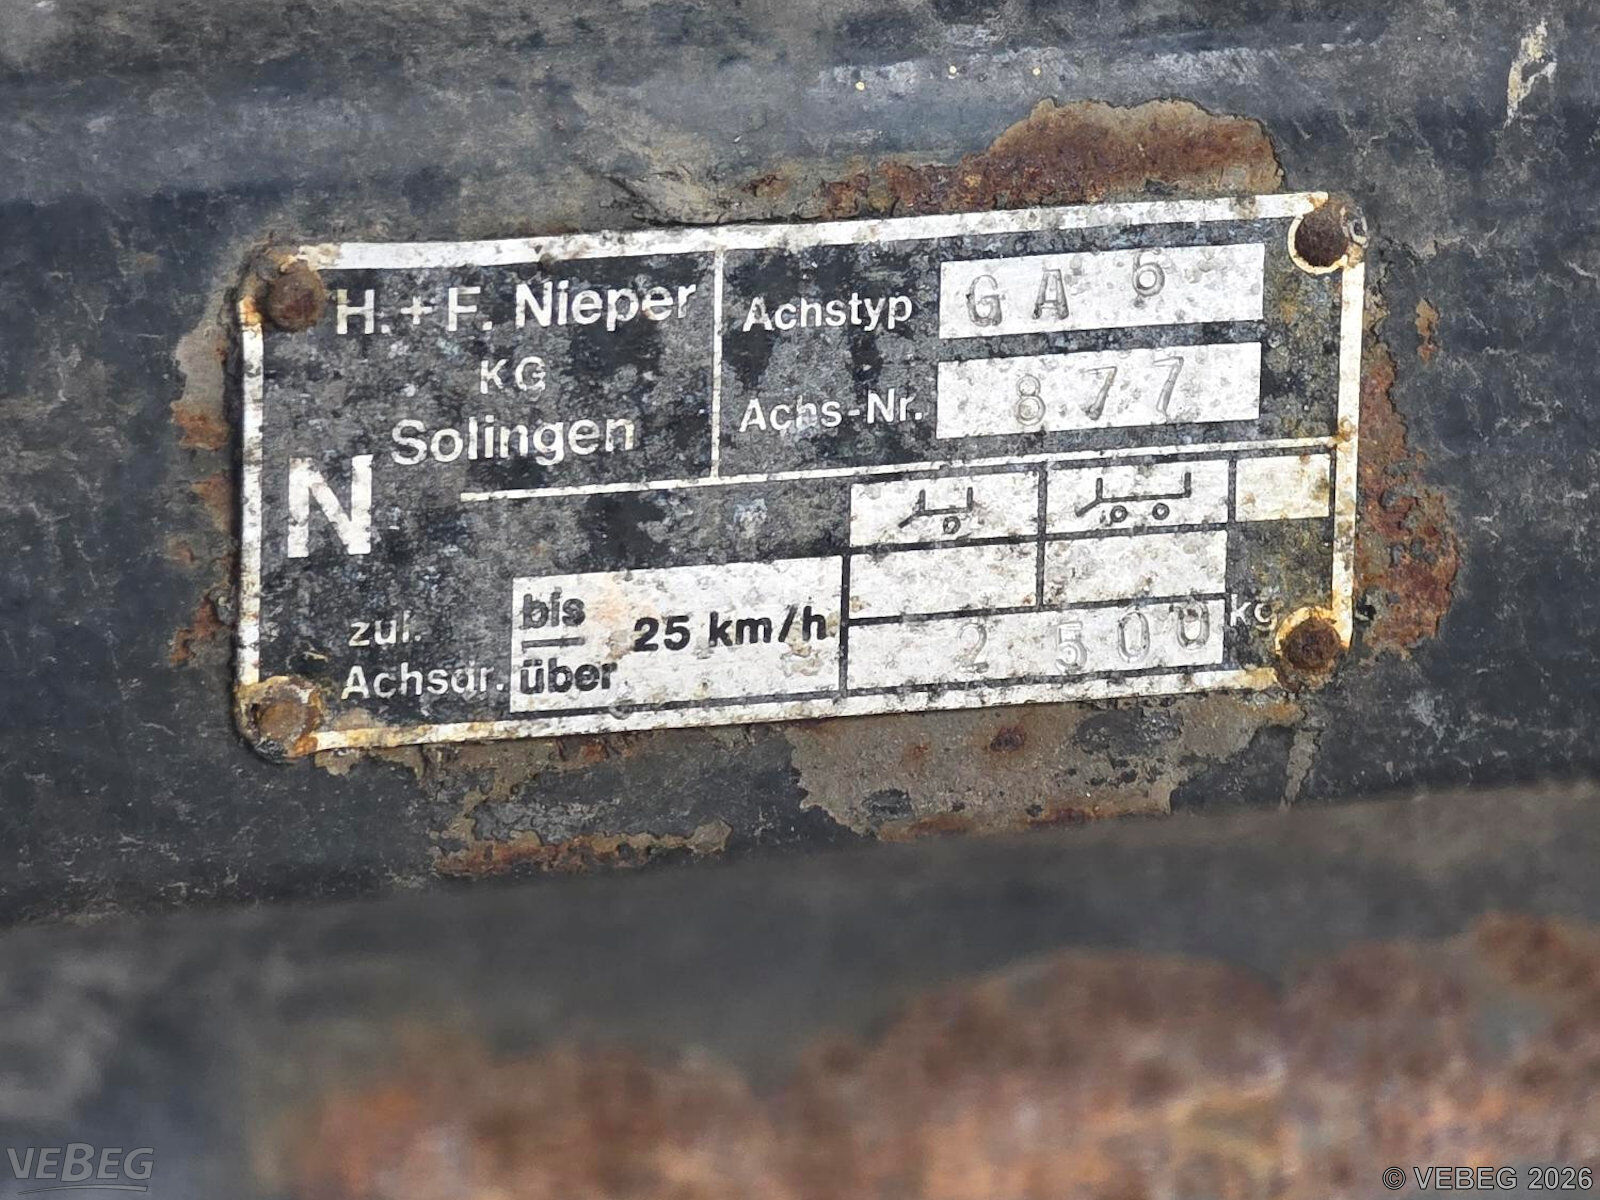 H. + F. Nieper
KG
Solingen
N
Achstyp GA 6
Achs-Nr. 877
zul.
Achsdr.
bis
über
25 km/h
2 500 kg
VEBEG
© VEBEG 2026